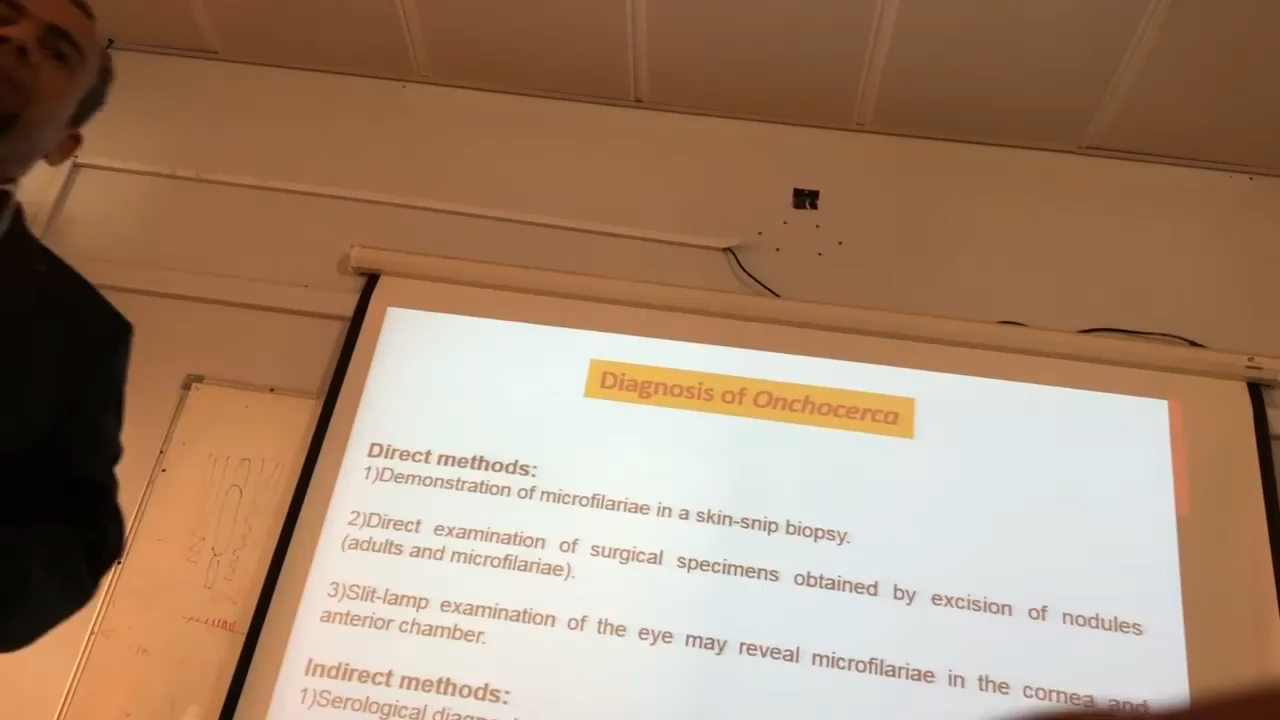 Diagnosis of Onchocerca
Direct methods:
1)Demonstration of microfilariae in a skin-snip biopsy.
2)Direct examination of surgical specimens obtained by excision of nodules
(adults and microfilariae).
3)Slit-lamp examination of the eye may reveal microfilariae in the cornea and
anterior chamber.
Indirect methods:
1)Serological